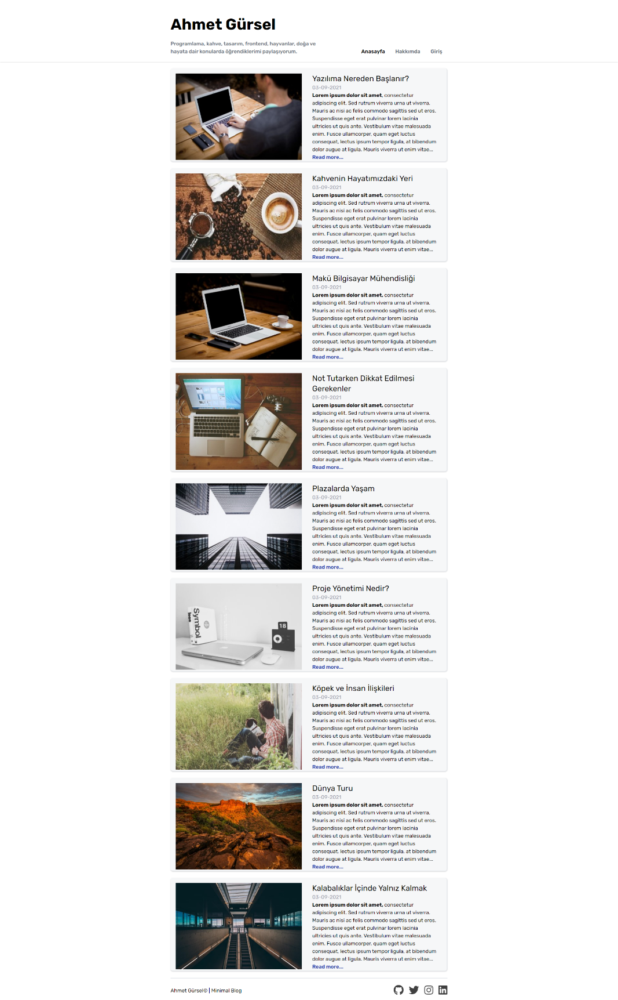 Ahmet Gürsel
Programlama, kahve, tasarım, frontend, hayvanlar, doğa ve
hayata dair konularda öğrendiklerimi paylaşıyorum.
Anasayfa Hakkımda Giriş
Yazılıma Nereden Başlanır?
03-09-2021
Lorem ipsum dolor sit amet, consectetur
adipiscing elit. Sed rutrum viverra urna ut viverra.
Mauris ac nisi ac felis commodo sagittis sed ut eros.
Suspendisse eget erat pulvinar lorem lacinia
ultricies ut quis ante. Vestibulum vitae malesuada
enim. Fusce ullamcorper, quam eget luctus
consequat, lectus ipsum tempor ligula, at bibendum
dolor augue at ligula. Mauris viverra ut enim vitae...
Read more...
Kahvenin Hayatımızdaki Yeri
03-09-2021
Lorem ipsum dolor sit amet, consectetur
adipiscing elit. Sed rutrum viverra urna ut viverra.
Mauris ac nisi ac felis commodo sagittis sed ut eros.
Suspendisse eget erat pulvinar lorem lacinia
ultricies ut quis ante. Vestibulum vitae malesuada
enim. Fusce ullamcorper, quam eget luctus
consequat, lectus ipsum tempor ligula, at bibendum
dolor augue at ligula. Mauris viverra ut enim vitae...
Read more...
Makü Bilgisayar Mühendisliği
03-09-2021
Lorem ipsum dolor sit amet, consectetur
adipiscing elit. Sed rutrum viverra urna ut viverra.
Mauris ac nisi ac felis commodo sagittis sed ut eros.
Suspendisse eget erat pulvinar lorem lacinia
ultricies ut quis ante. Vestibulum vitae malesuada
enim. Fusce ullamcorper, quam eget luctus
consequat, lectus ipsum tempor ligula, at bibendum
dolor augue at ligula. Mauris viverra ut enim vitae...
Read more...
Not Tutarken Dikkat Edilmesi
Gerekenler
03-09-2021
Lorem ipsum dolor sit amet, consectetur
adipiscing elit. Sed rutrum viverra urna ut viverra.
Mauris ac nisi ac felis commodo sagittis sed ut eros.
Suspendisse eget erat pulvinar lorem lacinia
ultricies ut quis ante. Vestibulum vitae malesuada
enim. Fusce ullamcorper, quam eget luctus
consequat, lectus ipsum tempor ligula, at bibendum
dolor augue at ligula. Mauris viverra ut enim vitae...
Read more...
Plazalarda Yaşam
03-09-2021
Lorem ipsum dolor sit amet, consectetur
adipiscing elit. Sed rutrum viverra urna ut viverra.
Mauris ac nisi ac felis commodo sagittis sed ut eros.
Suspendisse eget erat pulvinar lorem lacinia
ultricies ut quis ante. Vestibulum vitae malesuada
enim. Fusce ullamcorper, quam eget luctus
consequat, lectus ipsum tempor ligula, at bibendum
dolor augue at ligula. Mauris viverra ut enim vitae...
Read more...
Symbol
18
Proje Yönetimi Nedir?
03-09-2021
Lorem ipsum dolor sit amet, consectetur
adipiscing elit. Sed rutrum viverra urna ut viverra.
Mauris ac nisi ac felis commodo sagittis sed ut eros.
Suspendisse eget erat pulvinar lorem lacinia
ultricies ut quis ante. Vestibulum vitae malesuada
enim. Fusce ullamcorper, quam eget luctus
consequat, lectus ipsum tempor ligula, at bibendum
dolor augue at ligula. Mauris viverra ut enim vitae...
Read more...
Köpek ve İnsan İlişkileri
03-09-2021
Lorem ipsum dolor sit amet, consectetur
adipiscing elit. Sed rutrum viverra urna ut viverra.
Mauris ac nisi ac felis commodo sagittis sed ut eros.
Suspendisse eget erat pulvinar lorem lacinia
ultricies ut quis ante. Vestibulum vitae malesuada
enim. Fusce ullamcorper, quam eget luctus
consequat, lectus ipsum tempor ligula, at bibendum
dolor augue at ligula. Mauris viverra ut enim vitae...
Read more...
Dünya Turu
03-09-2021
Lorem ipsum dolor sit amet, consectetur
adipiscing elit. Sed rutrum viverra urna ut viverra.
Mauris ac nisi ac felis commodo sagittis sed ut eros.
Suspendisse eget erat pulvinar lorem lacinia
ultricies ut quis ante. Vestibulum vitae malesuada
enim. Fusce ullamcorper, quam eget luctus
consequat, lectus ipsum tempor ligula, at bibendum
dolor augue at ligula. Mauris viverra ut enim vitae...
Read more...
Kalabalıklar İçinde Yalnız Kalmak
03-09-2021
Lorem ipsum dolor sit amet, consectetur
adipiscing elit. Sed rutrum viverra urna ut viverra.
Mauris ac nisi ac felis commodo sagittis sed ut eros.
Suspendisse eget erat pulvinar lorem lacinia
ultricies ut quis ante. Vestibulum vitae malesuada
enim. Fusce ullamcorper, quam eget luctus
consequat, lectus ipsum tempor ligula, at bibendum
dolor augue at ligula. Mauris viverra ut enim vitae...
Read more...
Ahmet Gürsel© | Minimal Blog